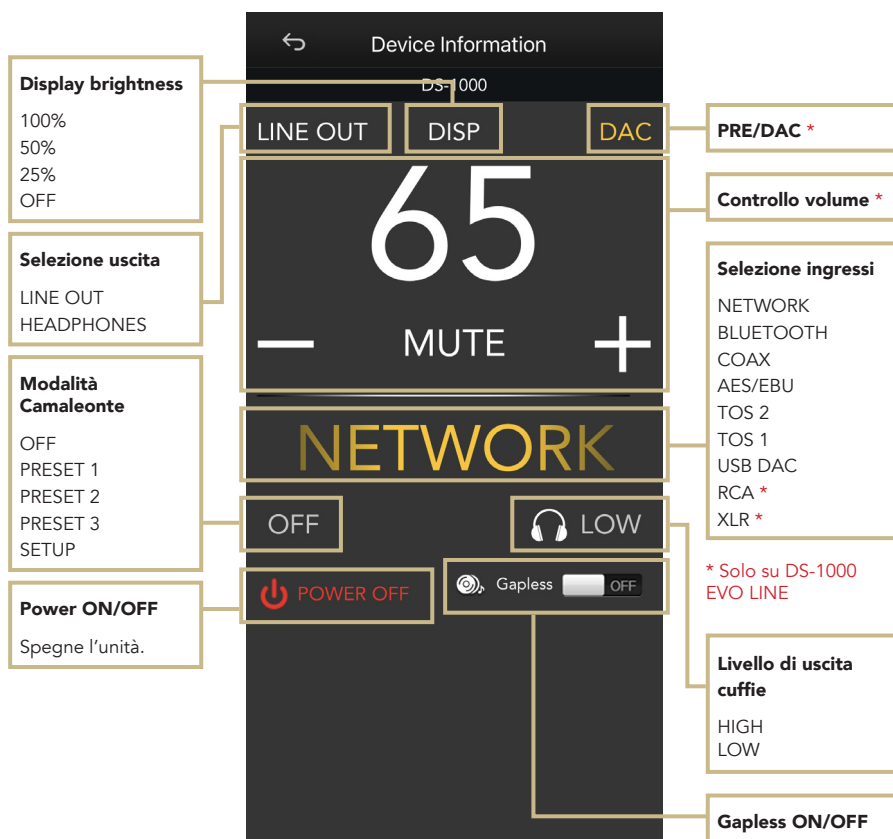 Device Information
DS-1000
LINE OUT
DISP
DAC
65
MUTE
NETWORK
OFF
LOW
POWER OFF
Gapless
OFF
Display brightness
100%
50%
25%
OFF
Selezione uscita
LINE OUT
HEADPHONES
Modalità
Camaleonte
OFF
PRESET 1
PRESET 2
PRESET 3
SETUP
Power ON/OFF
Spegne l’unità.
PRE/DAC *
Controllo volume *
Selezione ingressi
NETWORK
BLUETOOTH
COAX
AES/EBU
TOS 2
TOS 1
USB DAC
RCA *
XLR *
* Solo su DS-1000
EVO LINE
Livello di uscita
cuffie
HIGH
LOW
Gapless ON/OFF